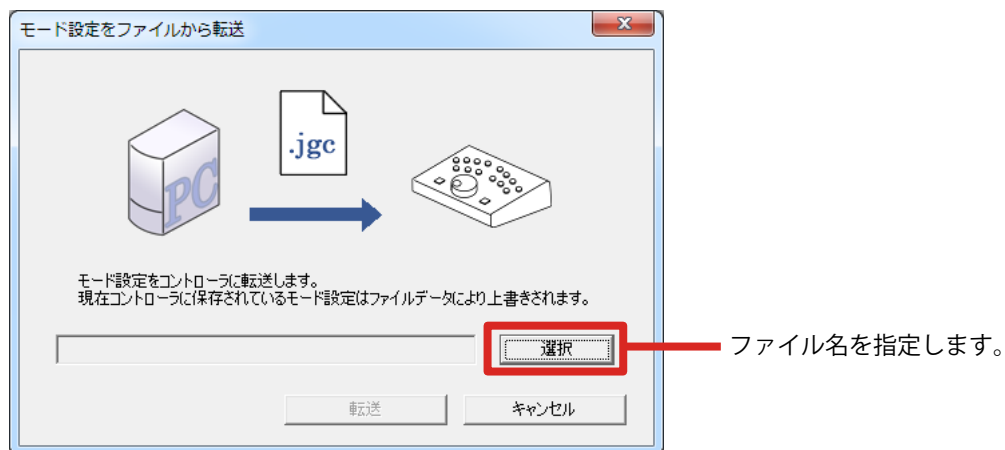 モード設定をファイルから転送
x
.jgc
PC
モード設定をコントローラに転送します。
現在コントローラに保存されているモード設定はファイルデータにより上書きされます。
選択
ファイル名を指定します。
転送
キャンセル